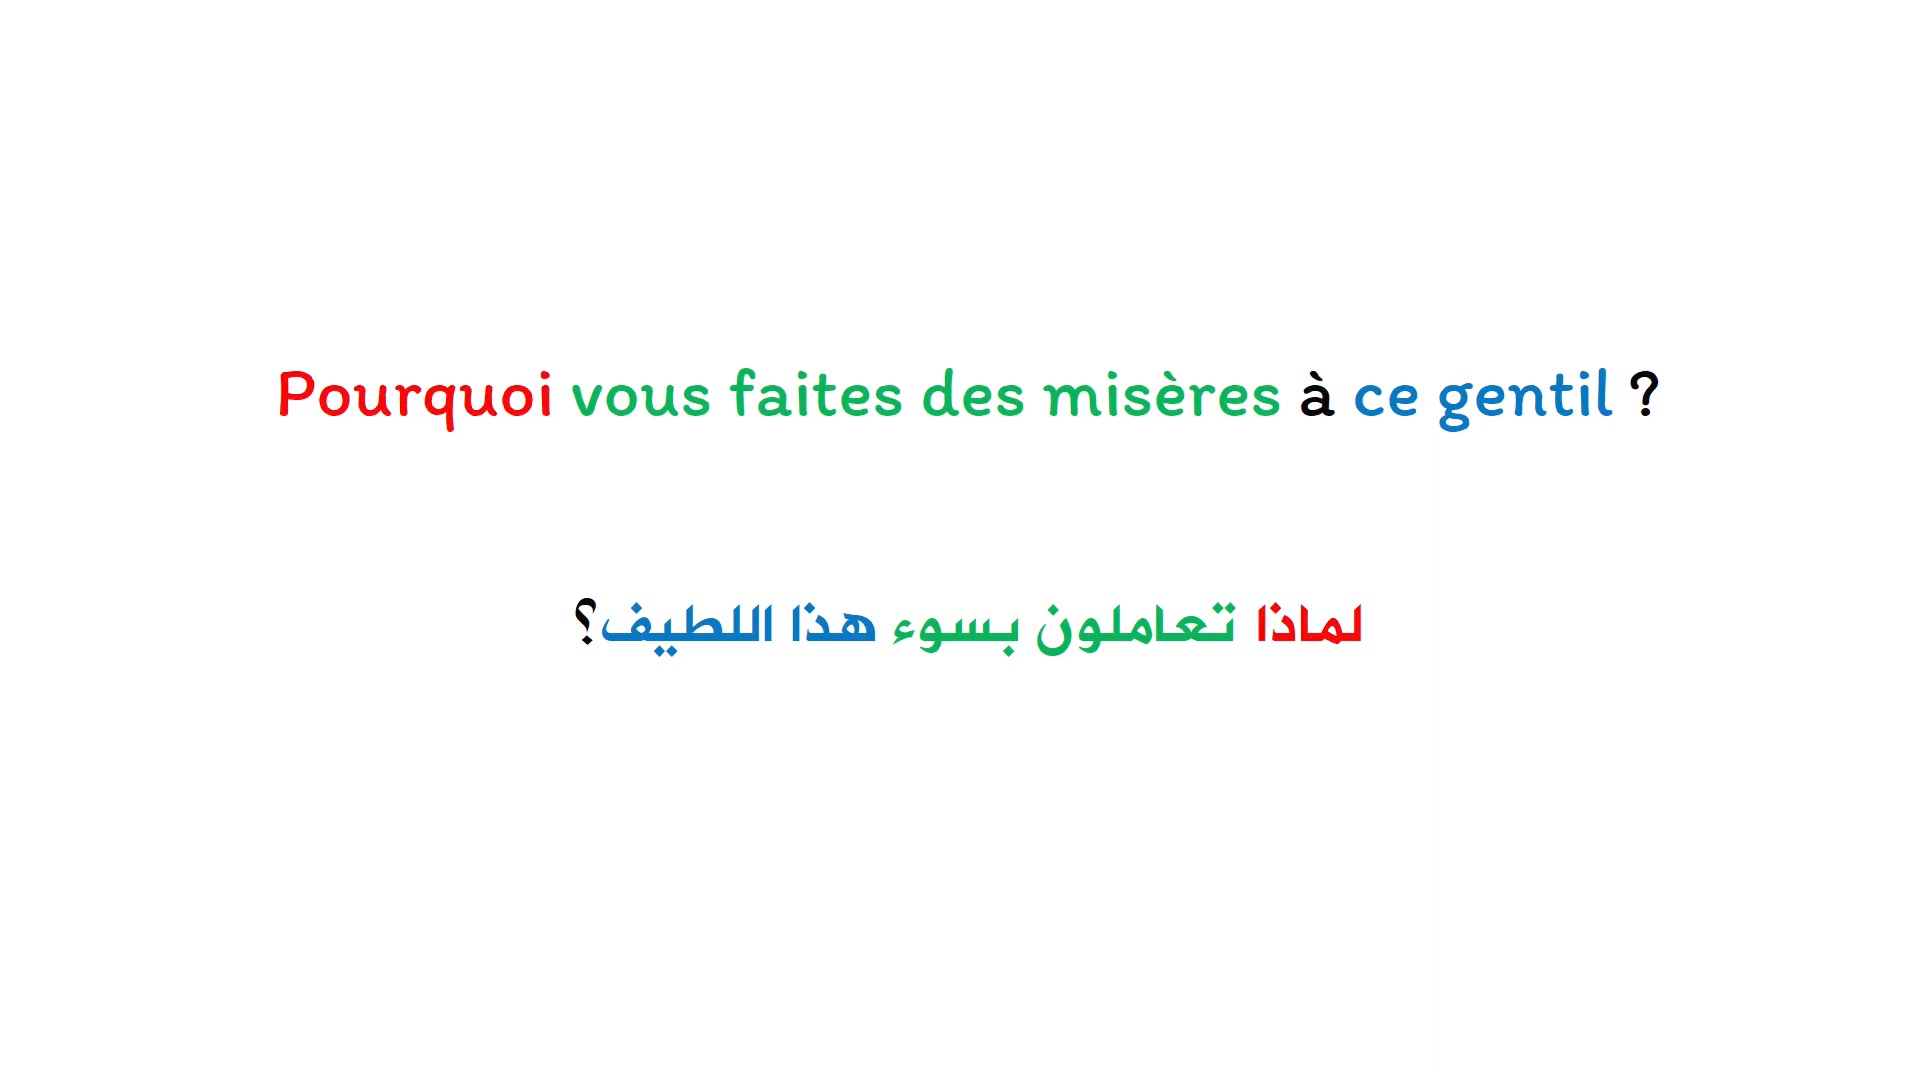 Pourquoi vous faites des misères à ce gentil ?
لماذا تعاملون بسوء هذا اللطيف؟